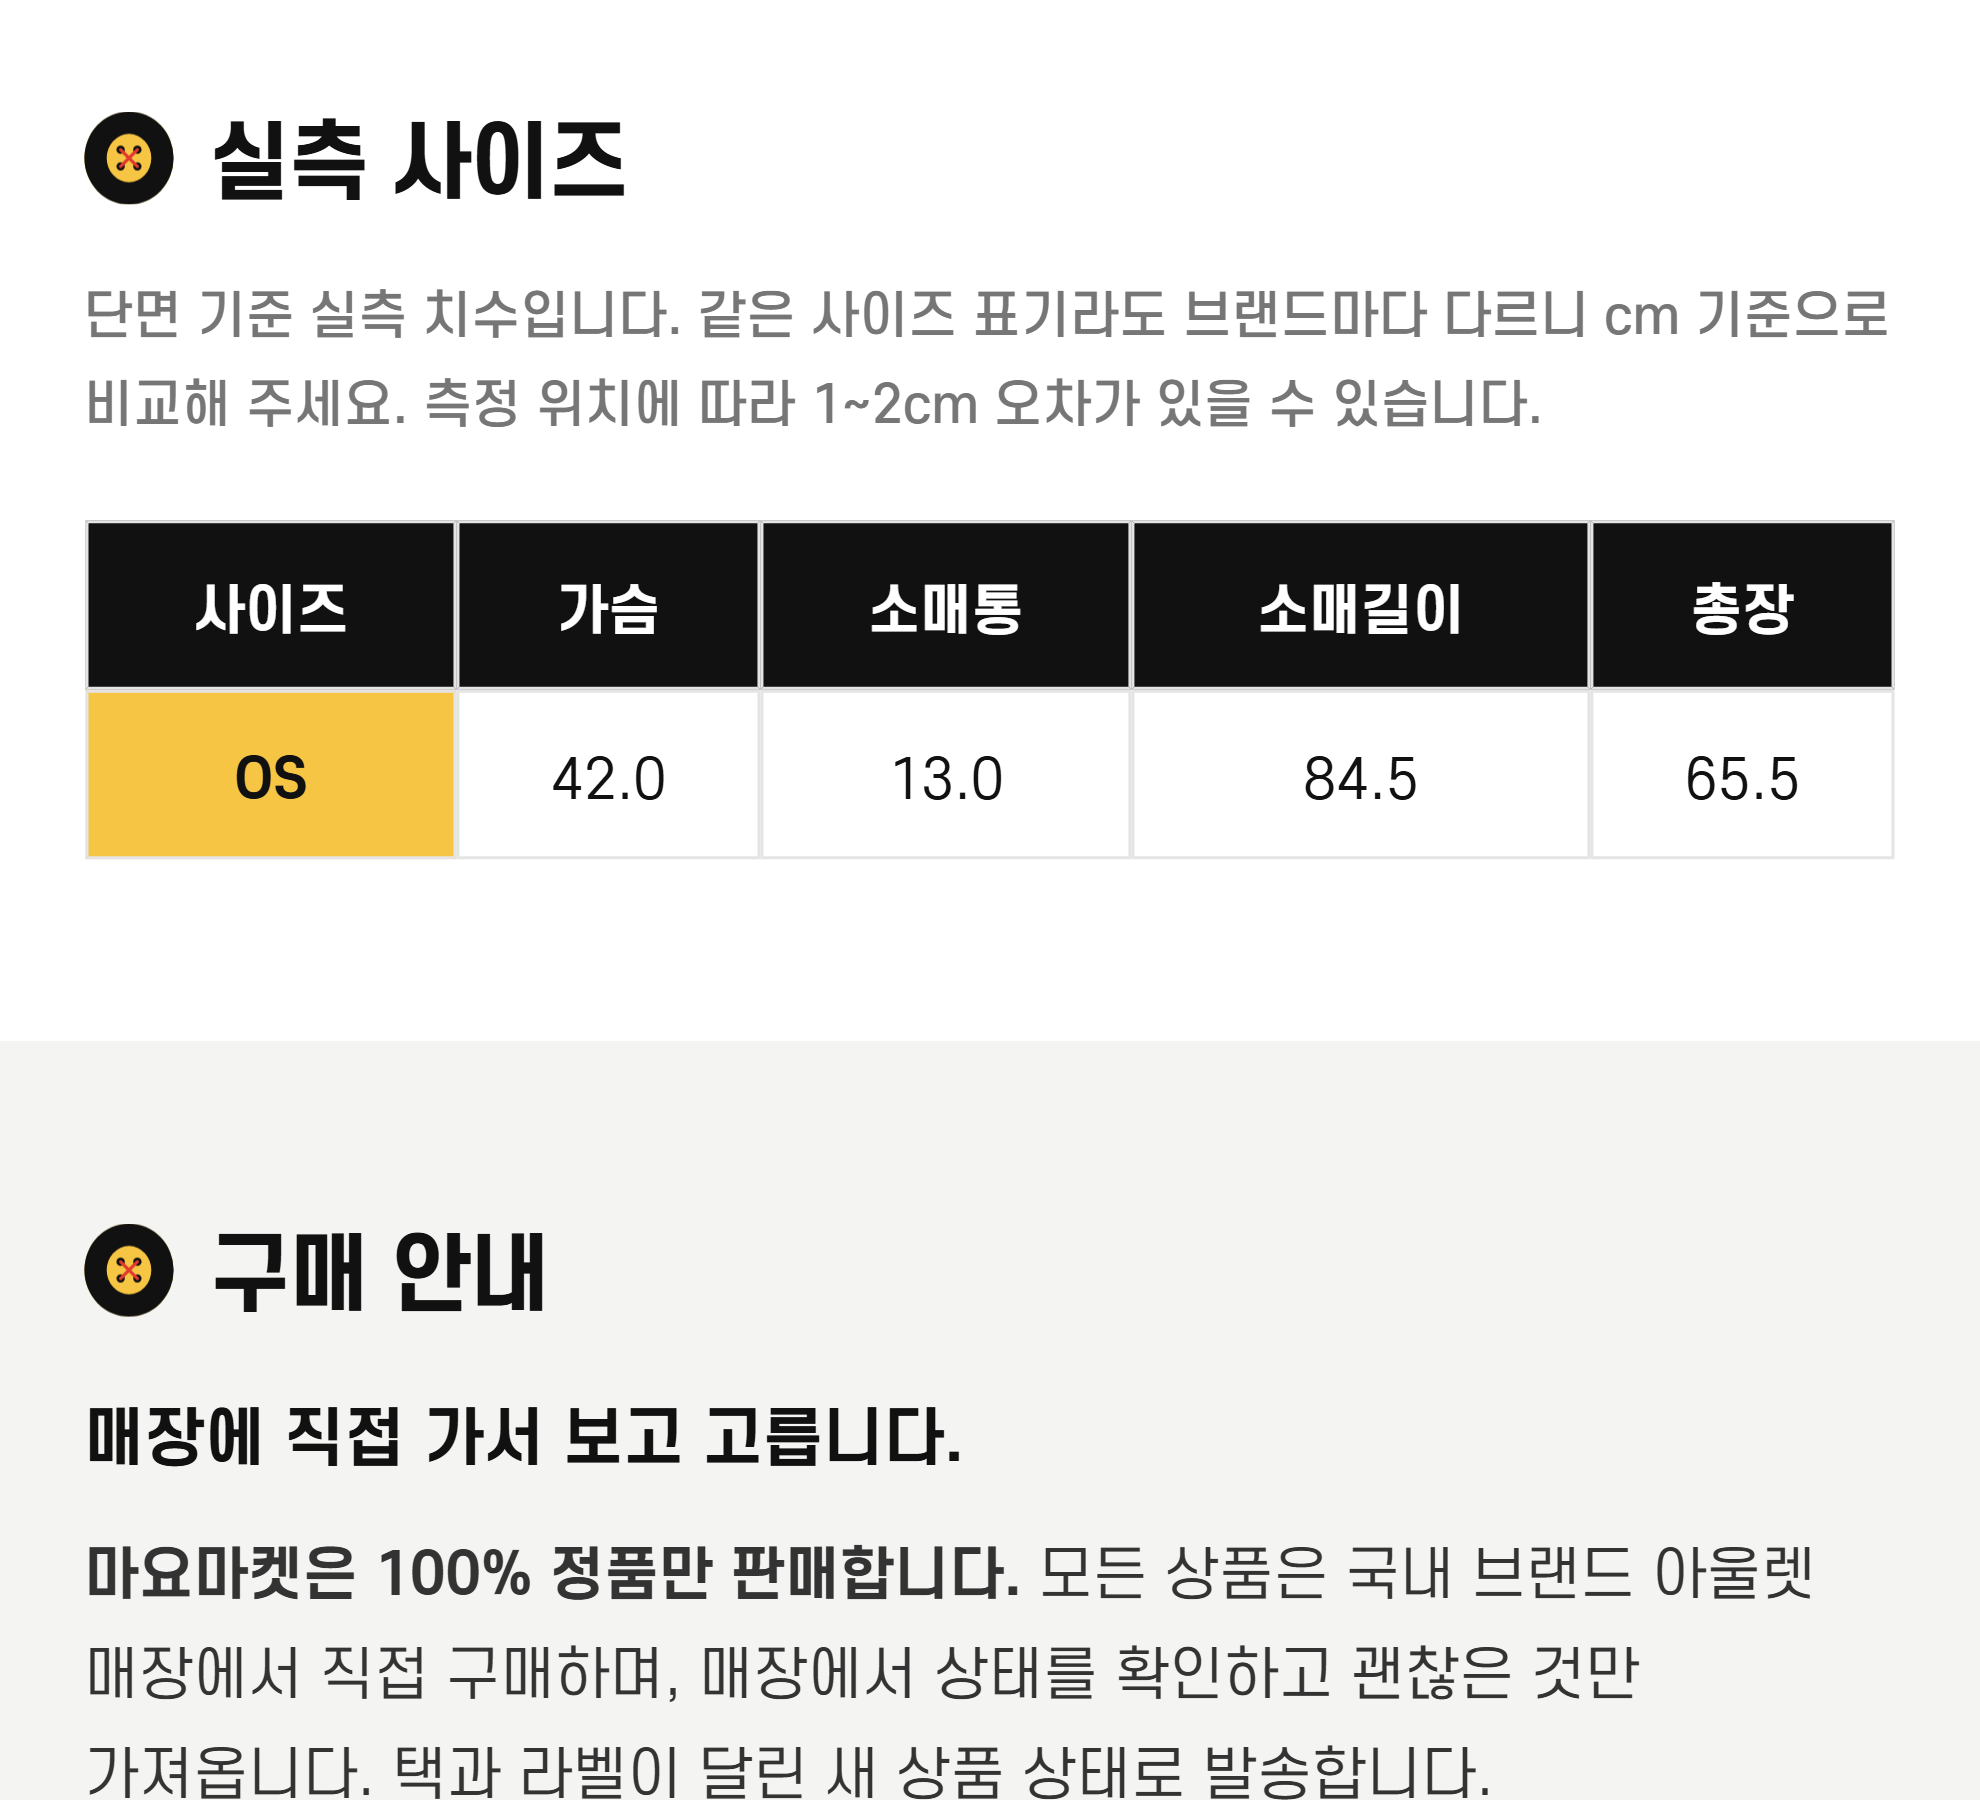 실측 사이즈
단면 기준 실측 치수입니다. 같은 사이즈 표기라도 브랜드마다 다르니 cm 기준으로
비교해 주세요. 측정 위치에 따라 1~2cm 오차가 있을 수 있습니다.
사이즈 가슴 소매통 소매길이 총장
OS 42.0 13.0 84.5 65.5
구매 안내
매장에 직접 가서 보고 고릅니다.
마요마켓은 100% 정품만 판매합니다. 모든 상품은 국내 브랜드 아울렛
매장에서 직접 구매하며, 매장에서 상태를 확인하고 괜찮은 것만
가져옵니다. 택과 라벨이 달린 새 상품 상태로 발송합니다.